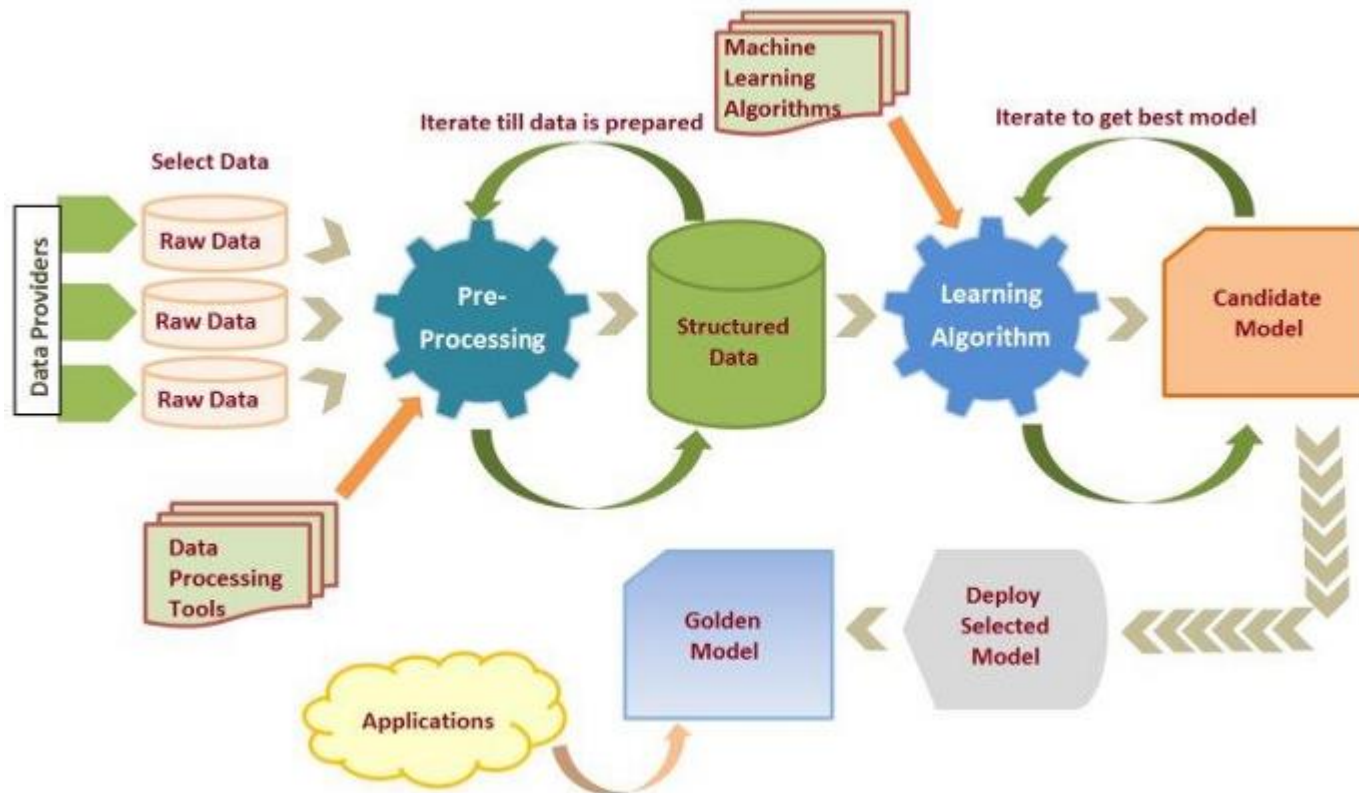 Machine
Learning
Algorithms
Iterate till data is prepared
Iterate to get best model
Select Data
Data Providers
Raw Data
Raw Data
Raw Data
Pre-
Processing
Structured
Data
Learning
Algorithm
Candidate
Model
Data
Processing
Tools
Golden
Model
Deploy
Selected
Model
Applications